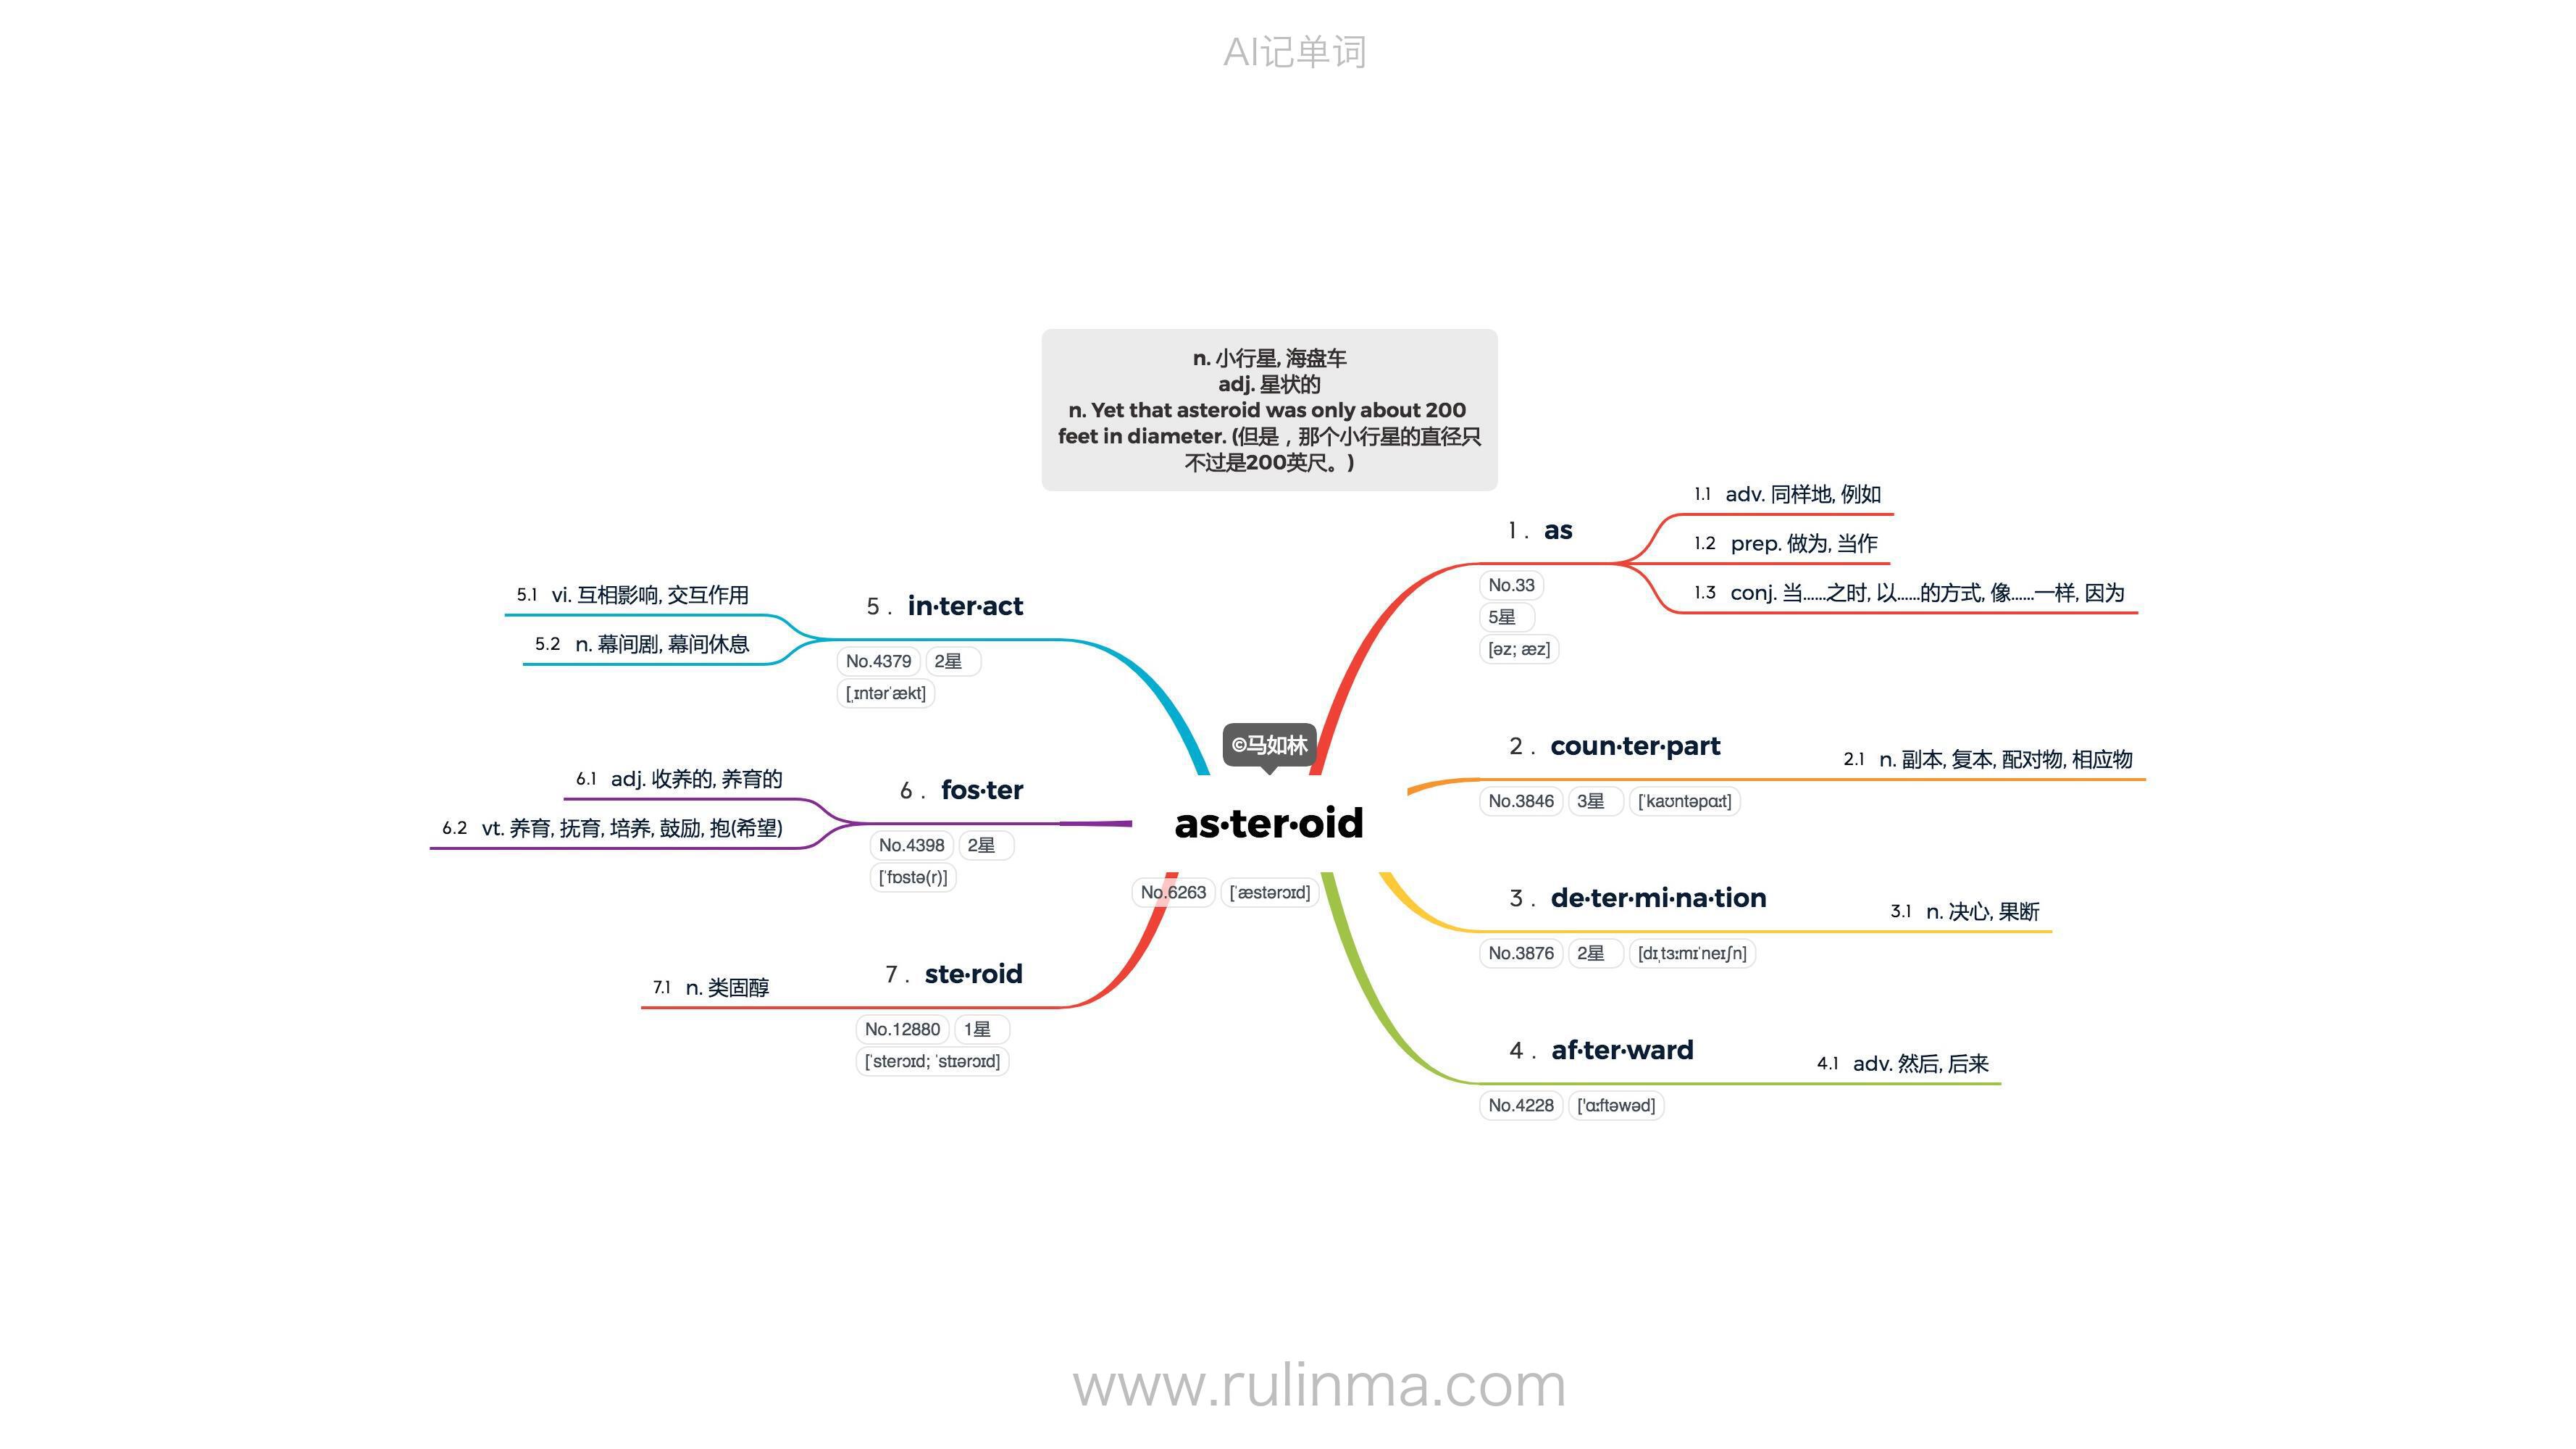 AI记单词
n. 小行星, 海盘车
adj. 星状的
n. Yet that asteroid was only about 200
feet in diameter. (但是，那个小行星的直径只
不过是200英尺。)
©马如林
as·ter·oid
No.6263 [ˈæstərɔɪd]
1 . as
No.33
5星
[əz; æz]
1.1 adv. 同样地, 例如
1.2 prep. 做为, 当作
1.3 conj. 当......之时, 以......的方式, 像......一样, 因为
2 . coun·ter·part
No.3846 3星 [ˈkaʊntəpɑːt]
2.1 n. 副本, 复本, 配对物, 相应物
3 . de·ter·mi·na·tion
No.3876 2星 [dɪˌtɜːmɪˈneɪʃn]
3.1 n. 决心, 果断
4 . af·ter·ward
No.4228 ['ɑːftəwəd]
4.1 adv. 然后, 后来
5 . in·ter·act
No.4379 2星
[ˌɪntərˈækt]
5.1 vi. 互相影响, 交互作用
5.2 n. 幕间剧, 幕间休息
6 . fos·ter
No.4398 2星
[ˈfɒstə(r)]
6.1 adj. 收养的, 养育的
6.2 vt. 养育, 抚育, 培养, 鼓励, 抱(希望)
7 . ste·roid
No.12880 1星
[ˈsterɔɪd; ˈstɪərɔɪd]
7.1 n. 类固醇
www.rulinma.com